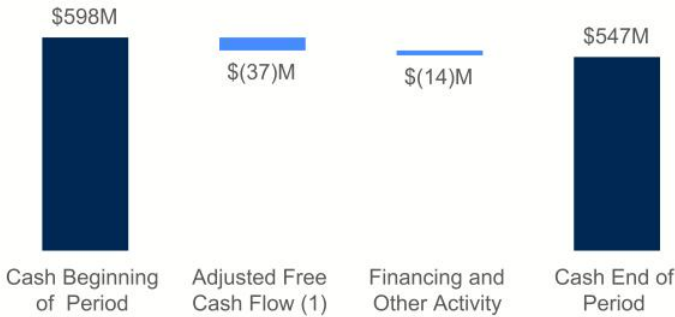 $598M
$(37)M
$(14)M
$547M
Cash Beginning
of Period
Adjusted Free
Cash Flow (1)
Financing and
Other Activity
Cash End of
Period